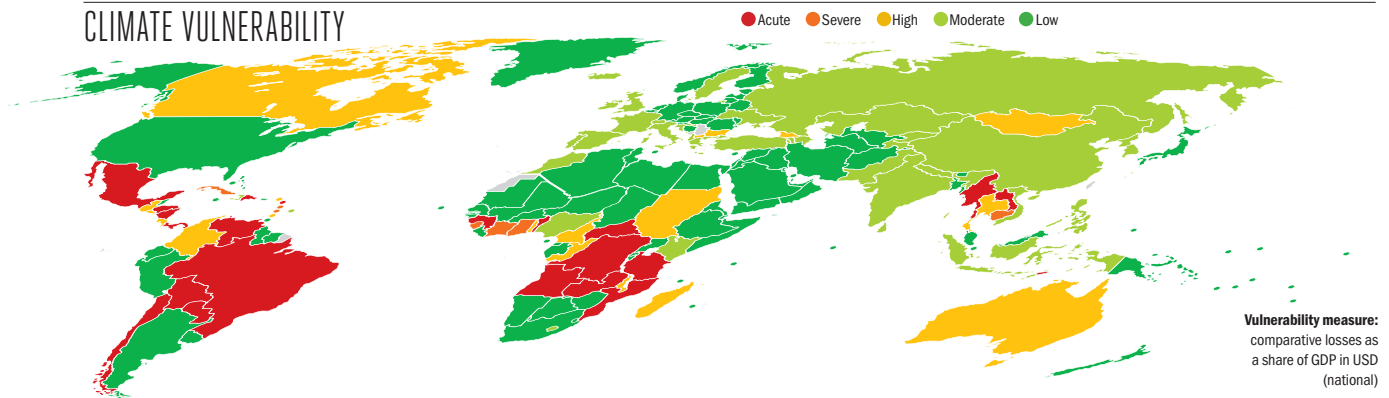 CLIMATE VULNERABILITY
Acute Severe High Moderate Low
Vulnerability measure:
comparative losses as
a share of GDP in USD
(national)